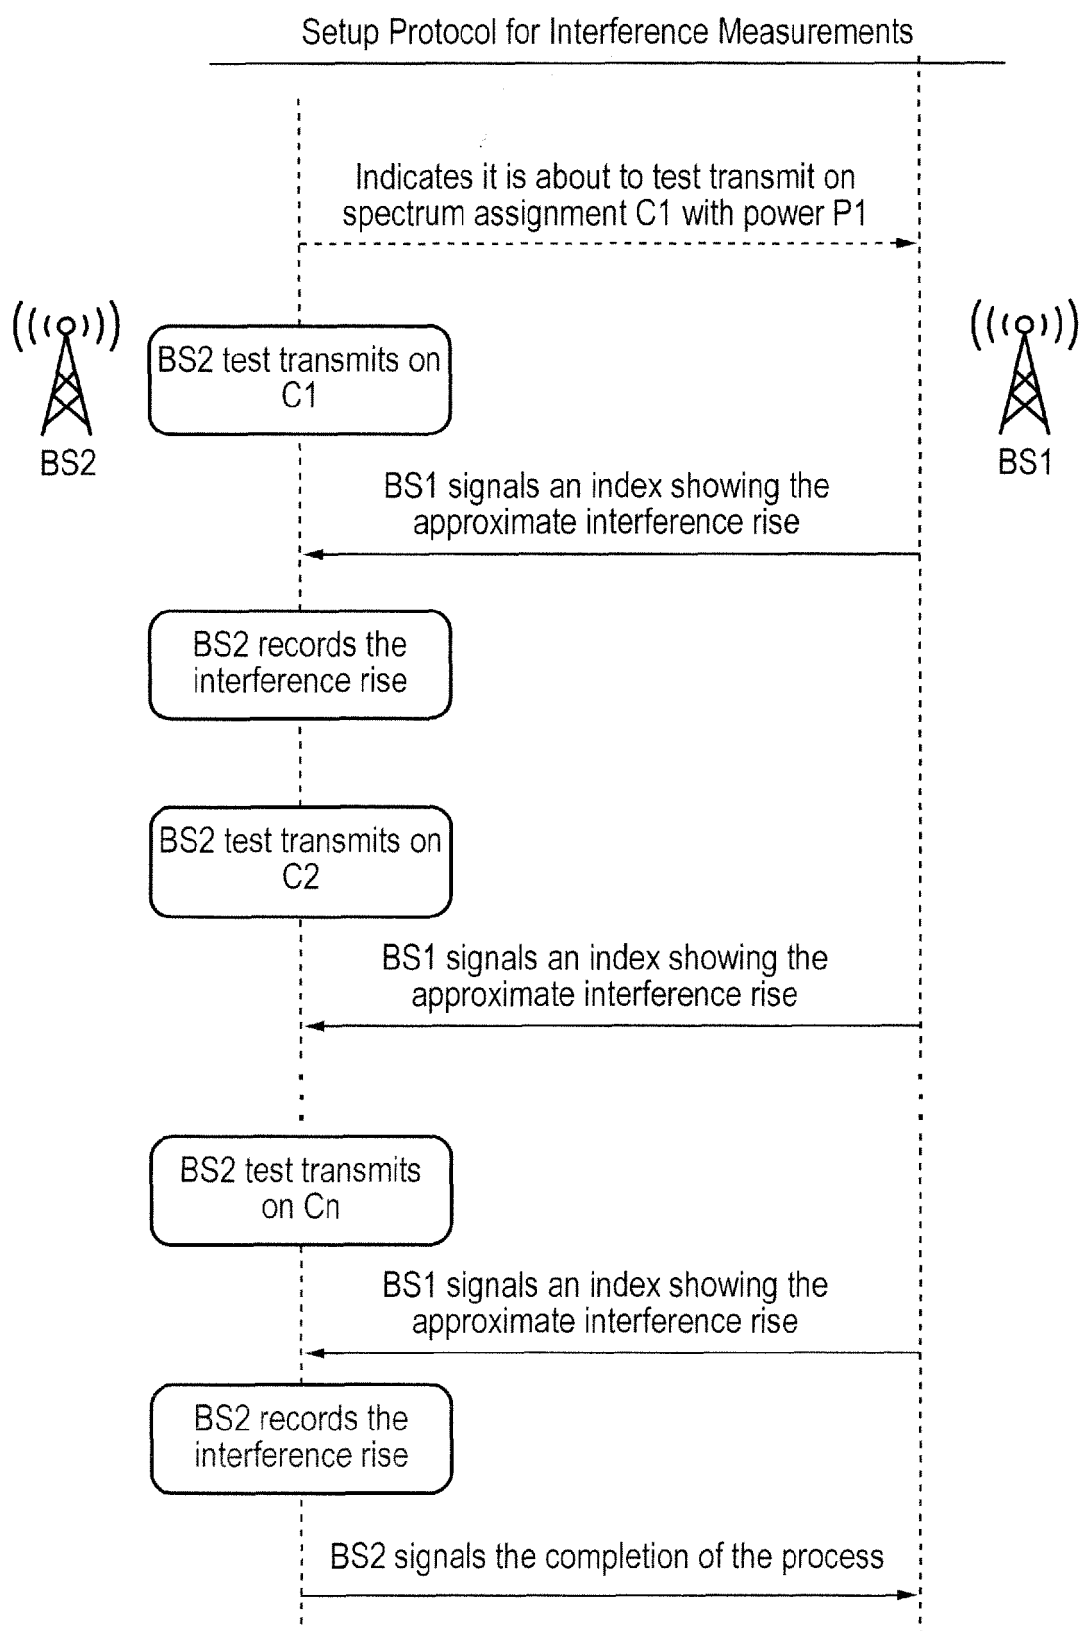 Setup Protocol for Interference Measurements
Indicates it is about to test transmit on
spectrum assignment C1 with power P1
BS2 test transmits on
C1
BS2
BS1
BS1 signals an index showing the
approximate interference rise
BS2 records the
interference rise
BS2 test transmits on
C2
BS1 signals an index showing the
approximate interference rise
BS2 test transmits
on Cn
BS1 signals an index showing the
approximate interference rise
BS2 records the
interference rise
BS2 signals the completion of the process